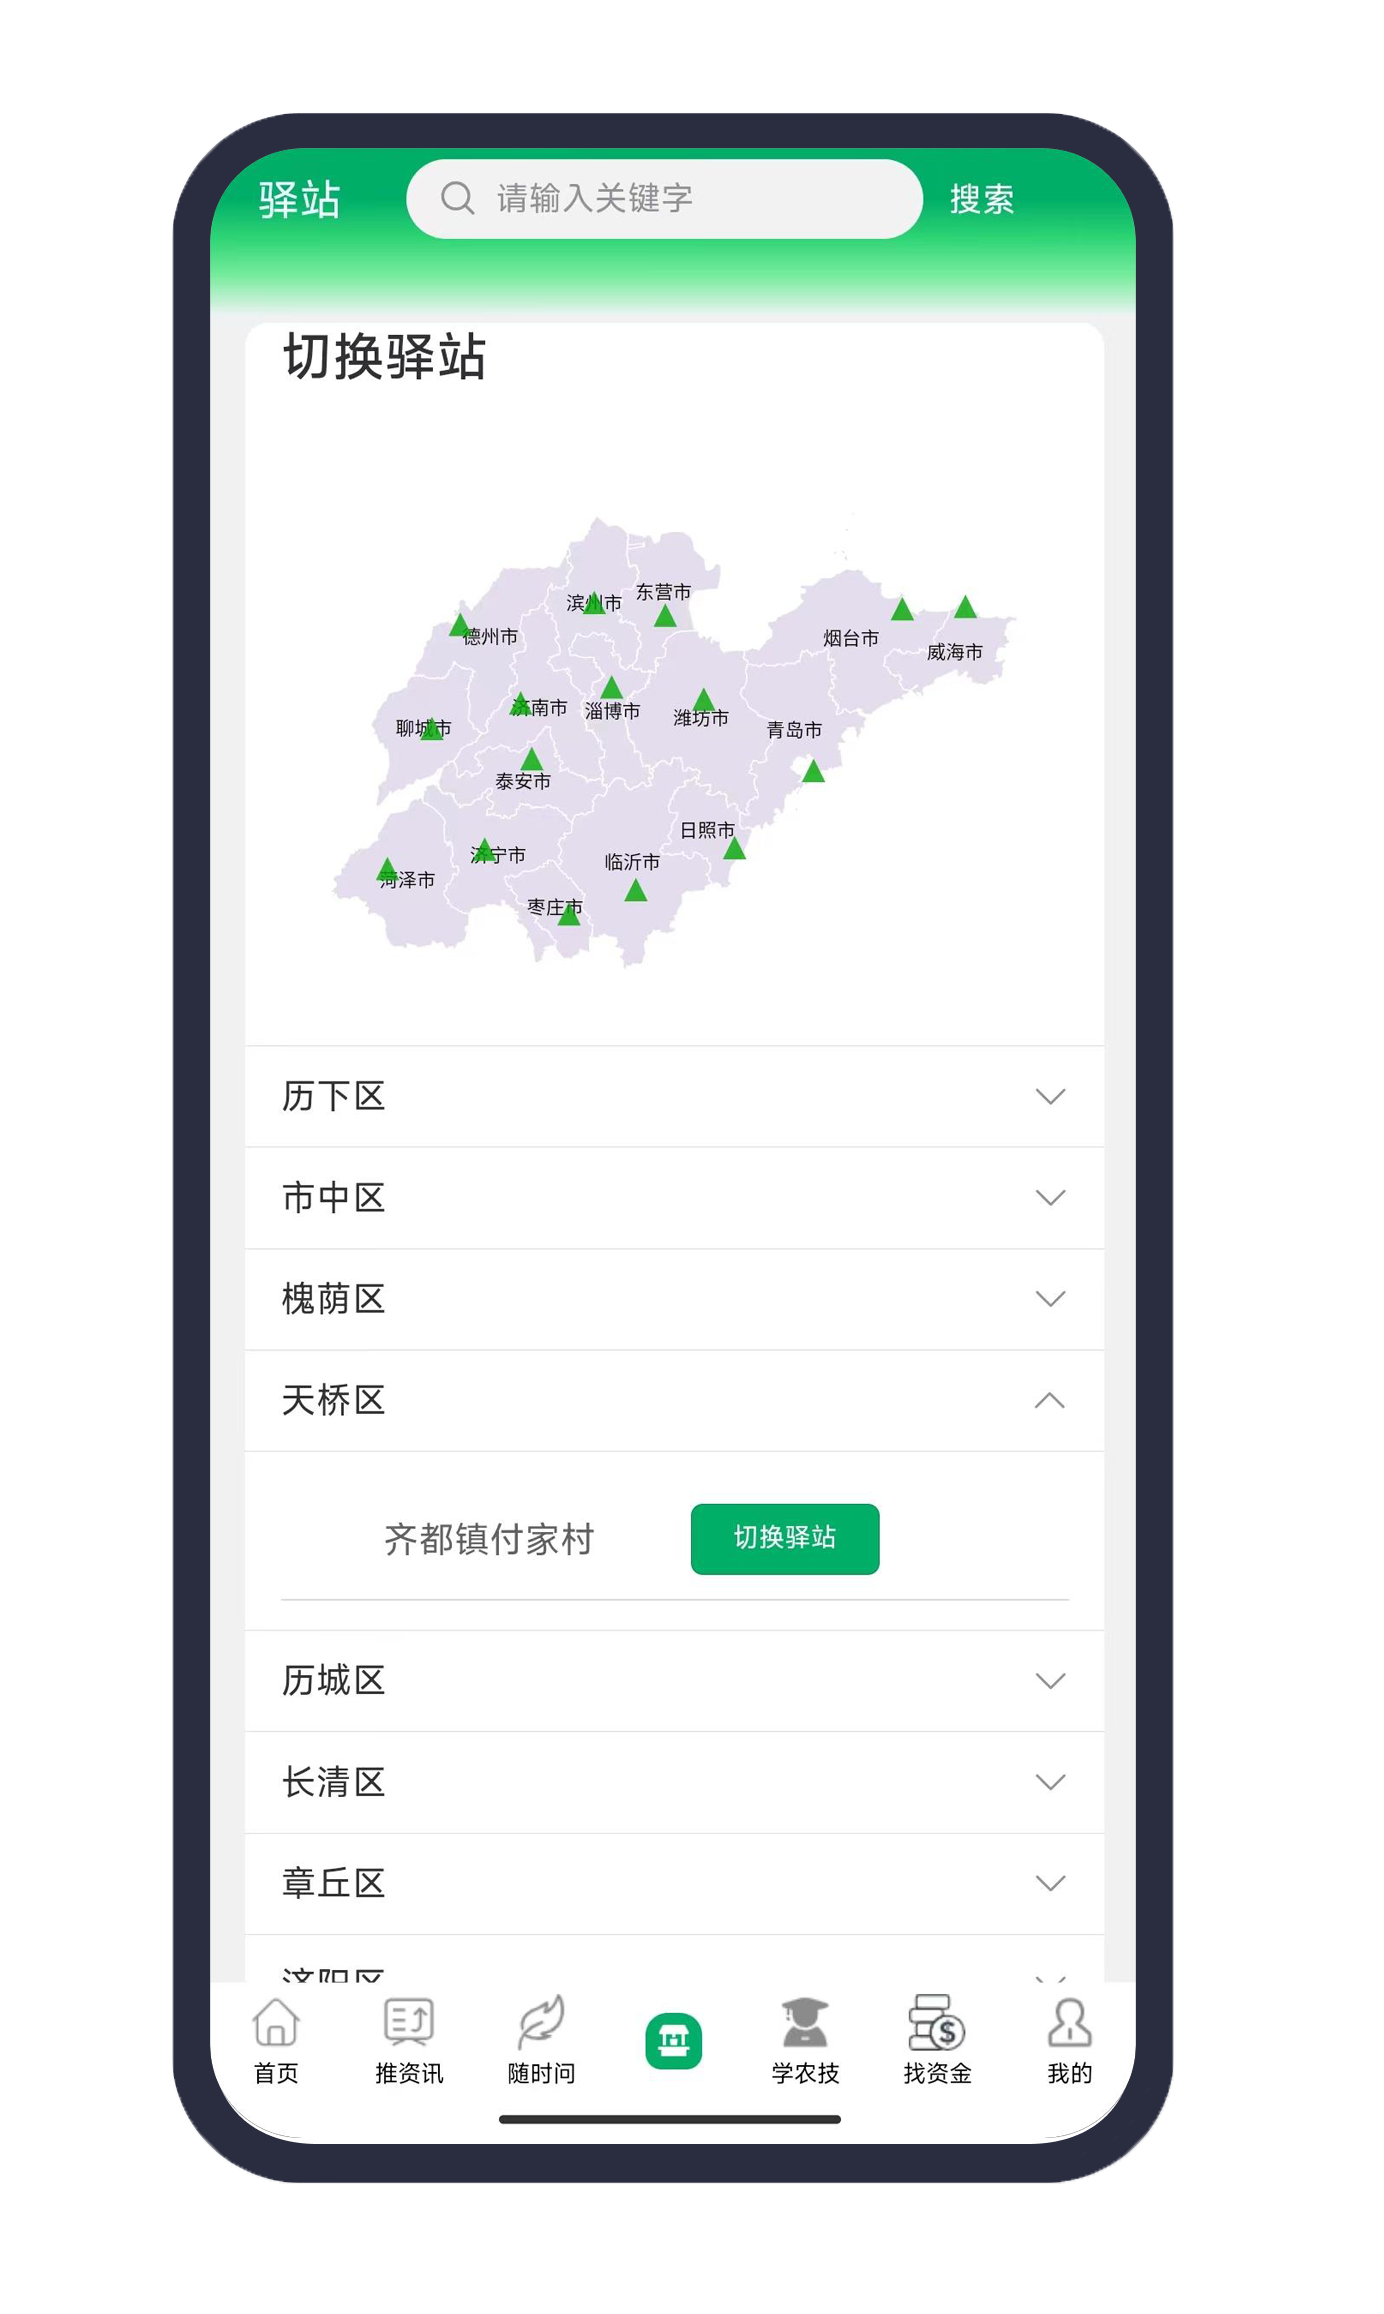 驿站
请输入关键字
搜索
切换驿站
滨州市
东营市
德州市
烟台市
威海市
济南市
淄博市
潍坊市
聊城市
青岛市
泰安市
日照市
济宁市
临沂市
菏泽市
枣庄市
历下区
市中区
槐荫区
天桥区
齐都镇付家村
切换驿站
历城区
长清区
章丘区
济阳区
首页
推资讯
随时问
学农技
找资金
我的